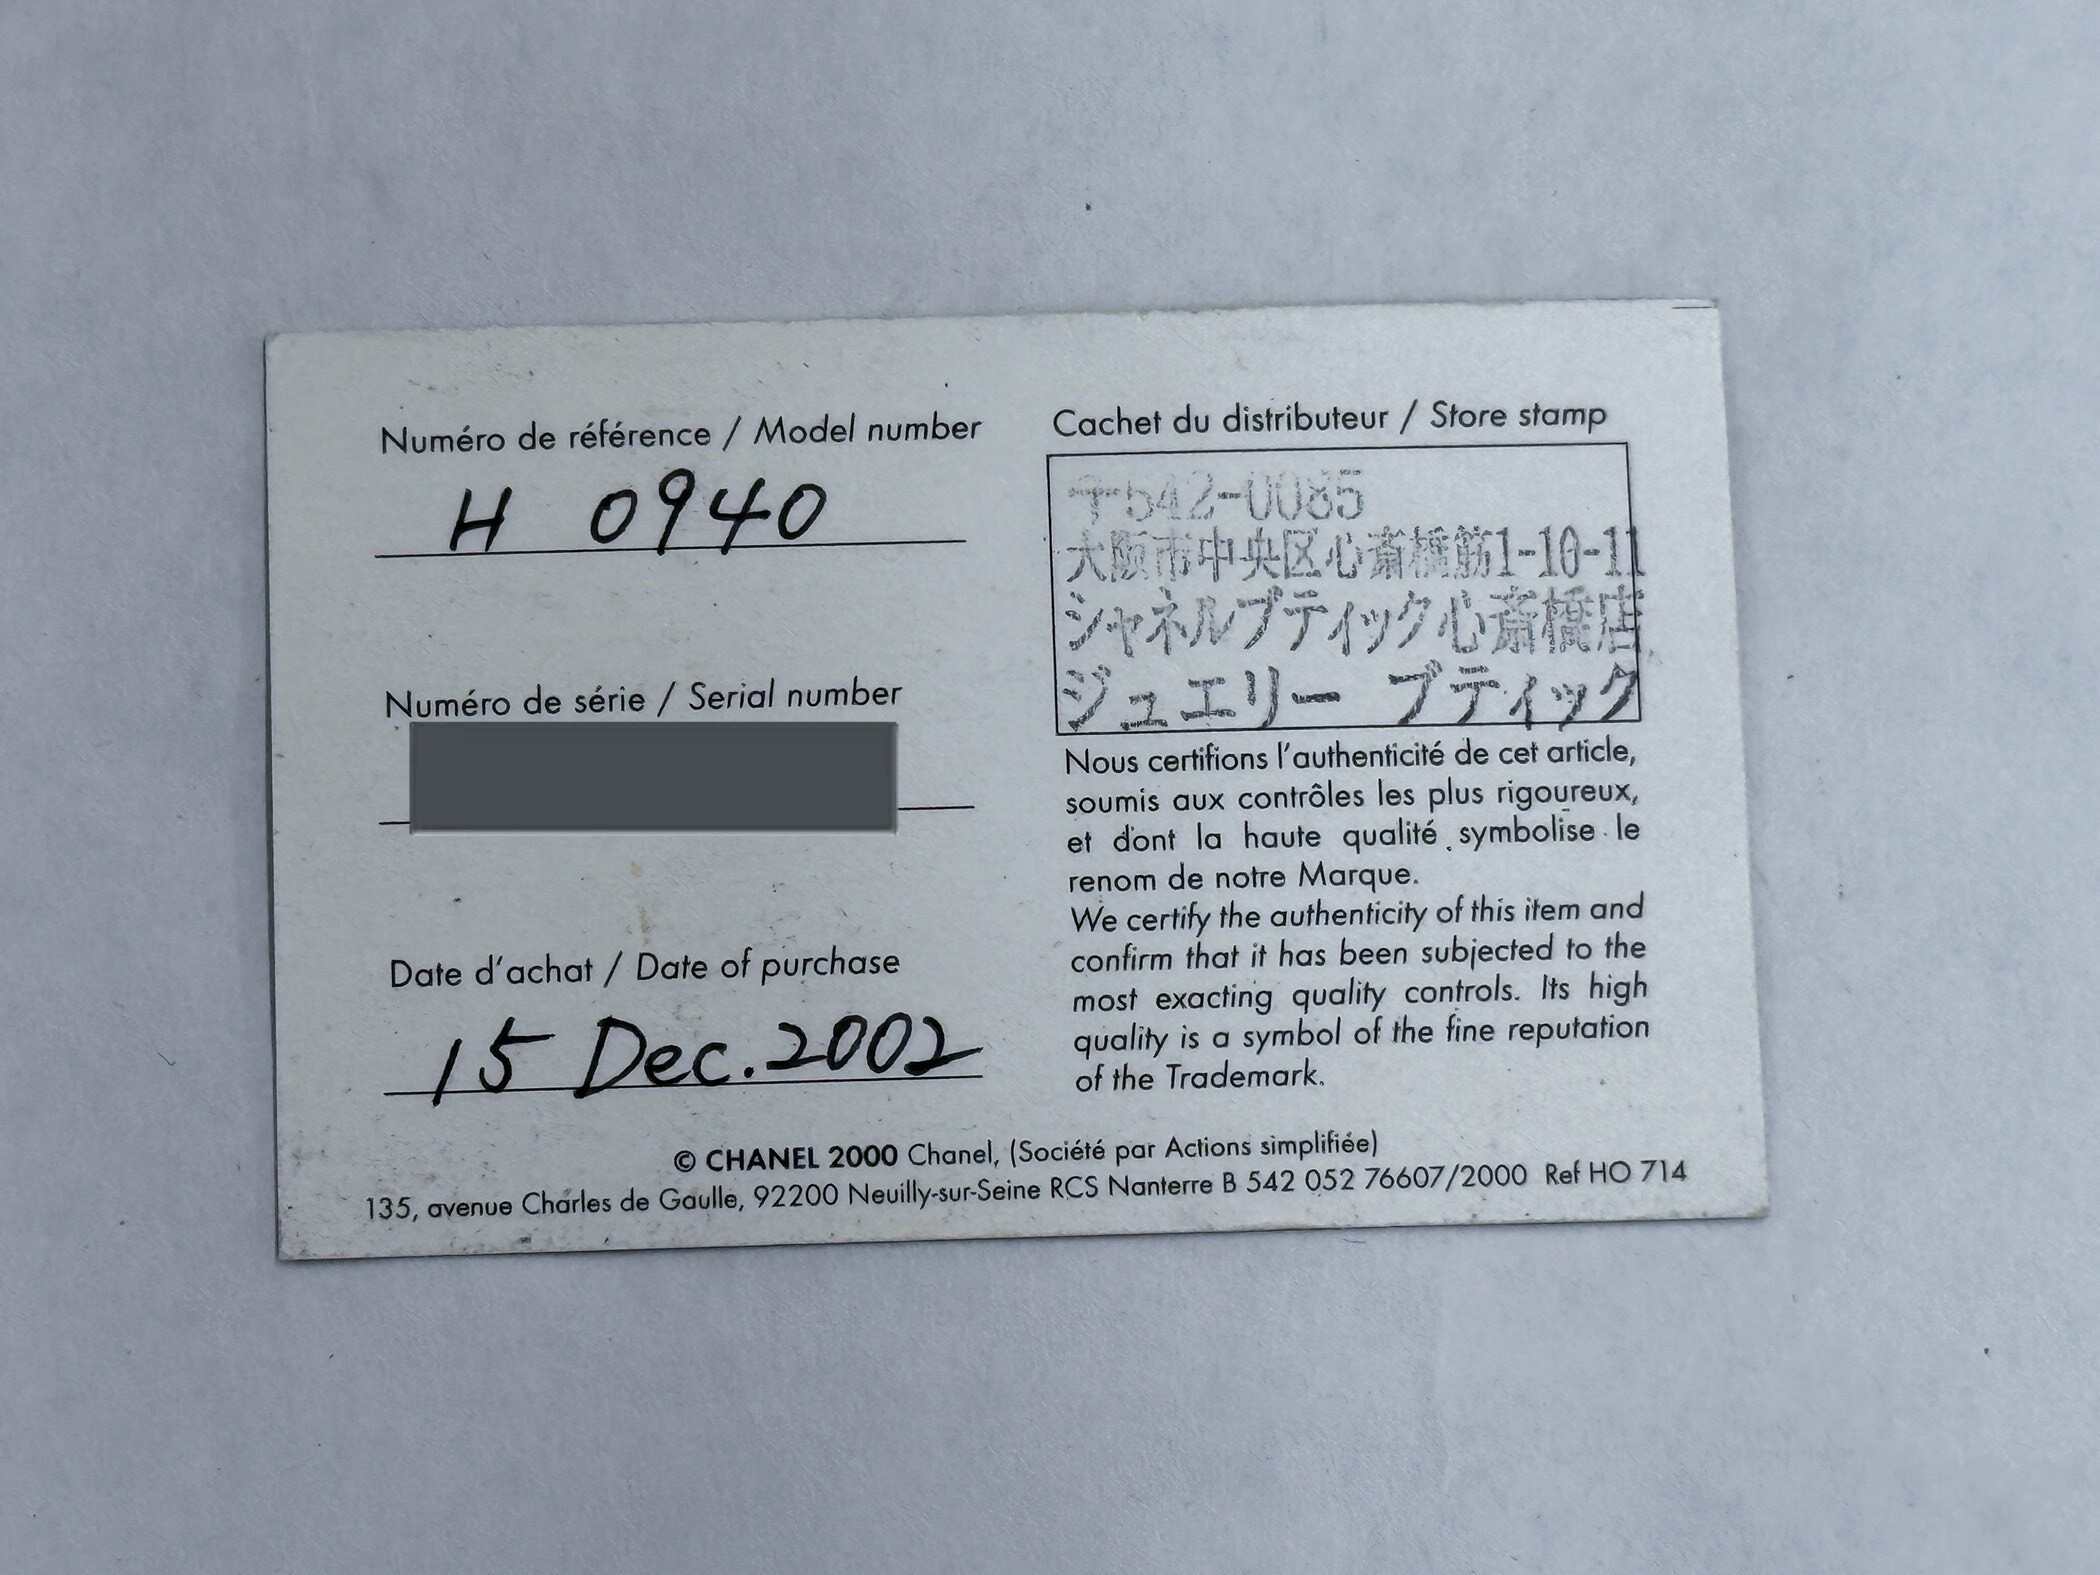 Numéro de référence / Model number
H 0940
Numéro de série / Serial number
Date d'achat / Date of purchase
15 Dec. 2002
Cachet du distributeur / Store stamp
〒542-0085
大阪市中央区心斎橋筋1-10-11
シャネルブティック心斎橋店
ジュエリー ブティック
Nous certifions l'authenticité de cet article,
soumis aux contrôles les plus rigoureux,
et dont la haute qualité symbolise le
renom de notre Marque.
We certify the authenticity of this item and
confirm that it has been subjected to the
most exacting quality controls. Its high
quality is a symbol of the fine reputation
of the Trademark.
© CHANEL 2000 Chanel, (Société par Actions simplifiée)
135, avenue Charles de Gaulle, 92200 Neuilly-sur-Seine RCS Nanterre B 542 052 76607/2000 Ref HO 714